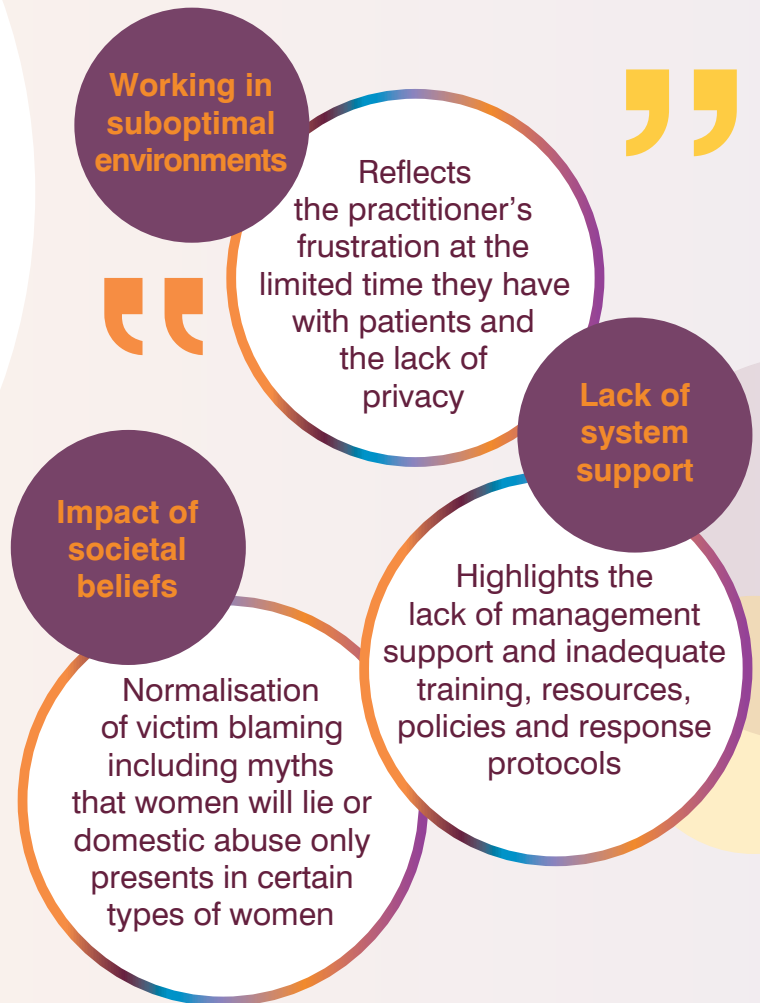 Working in
suboptimal
environments
Reflects
the practitioner’s
frustration at the
limited time they have
with patients and
the lack of
privacy
Lack of
system
support
Highlights the
lack of management
support and inadequate
training, resources,
policies and response
protocols
Impact of
societal
beliefs
Normalisation
of victim blaming
including myths
that women will lie or
domestic abuse only
presents in certain
types of women